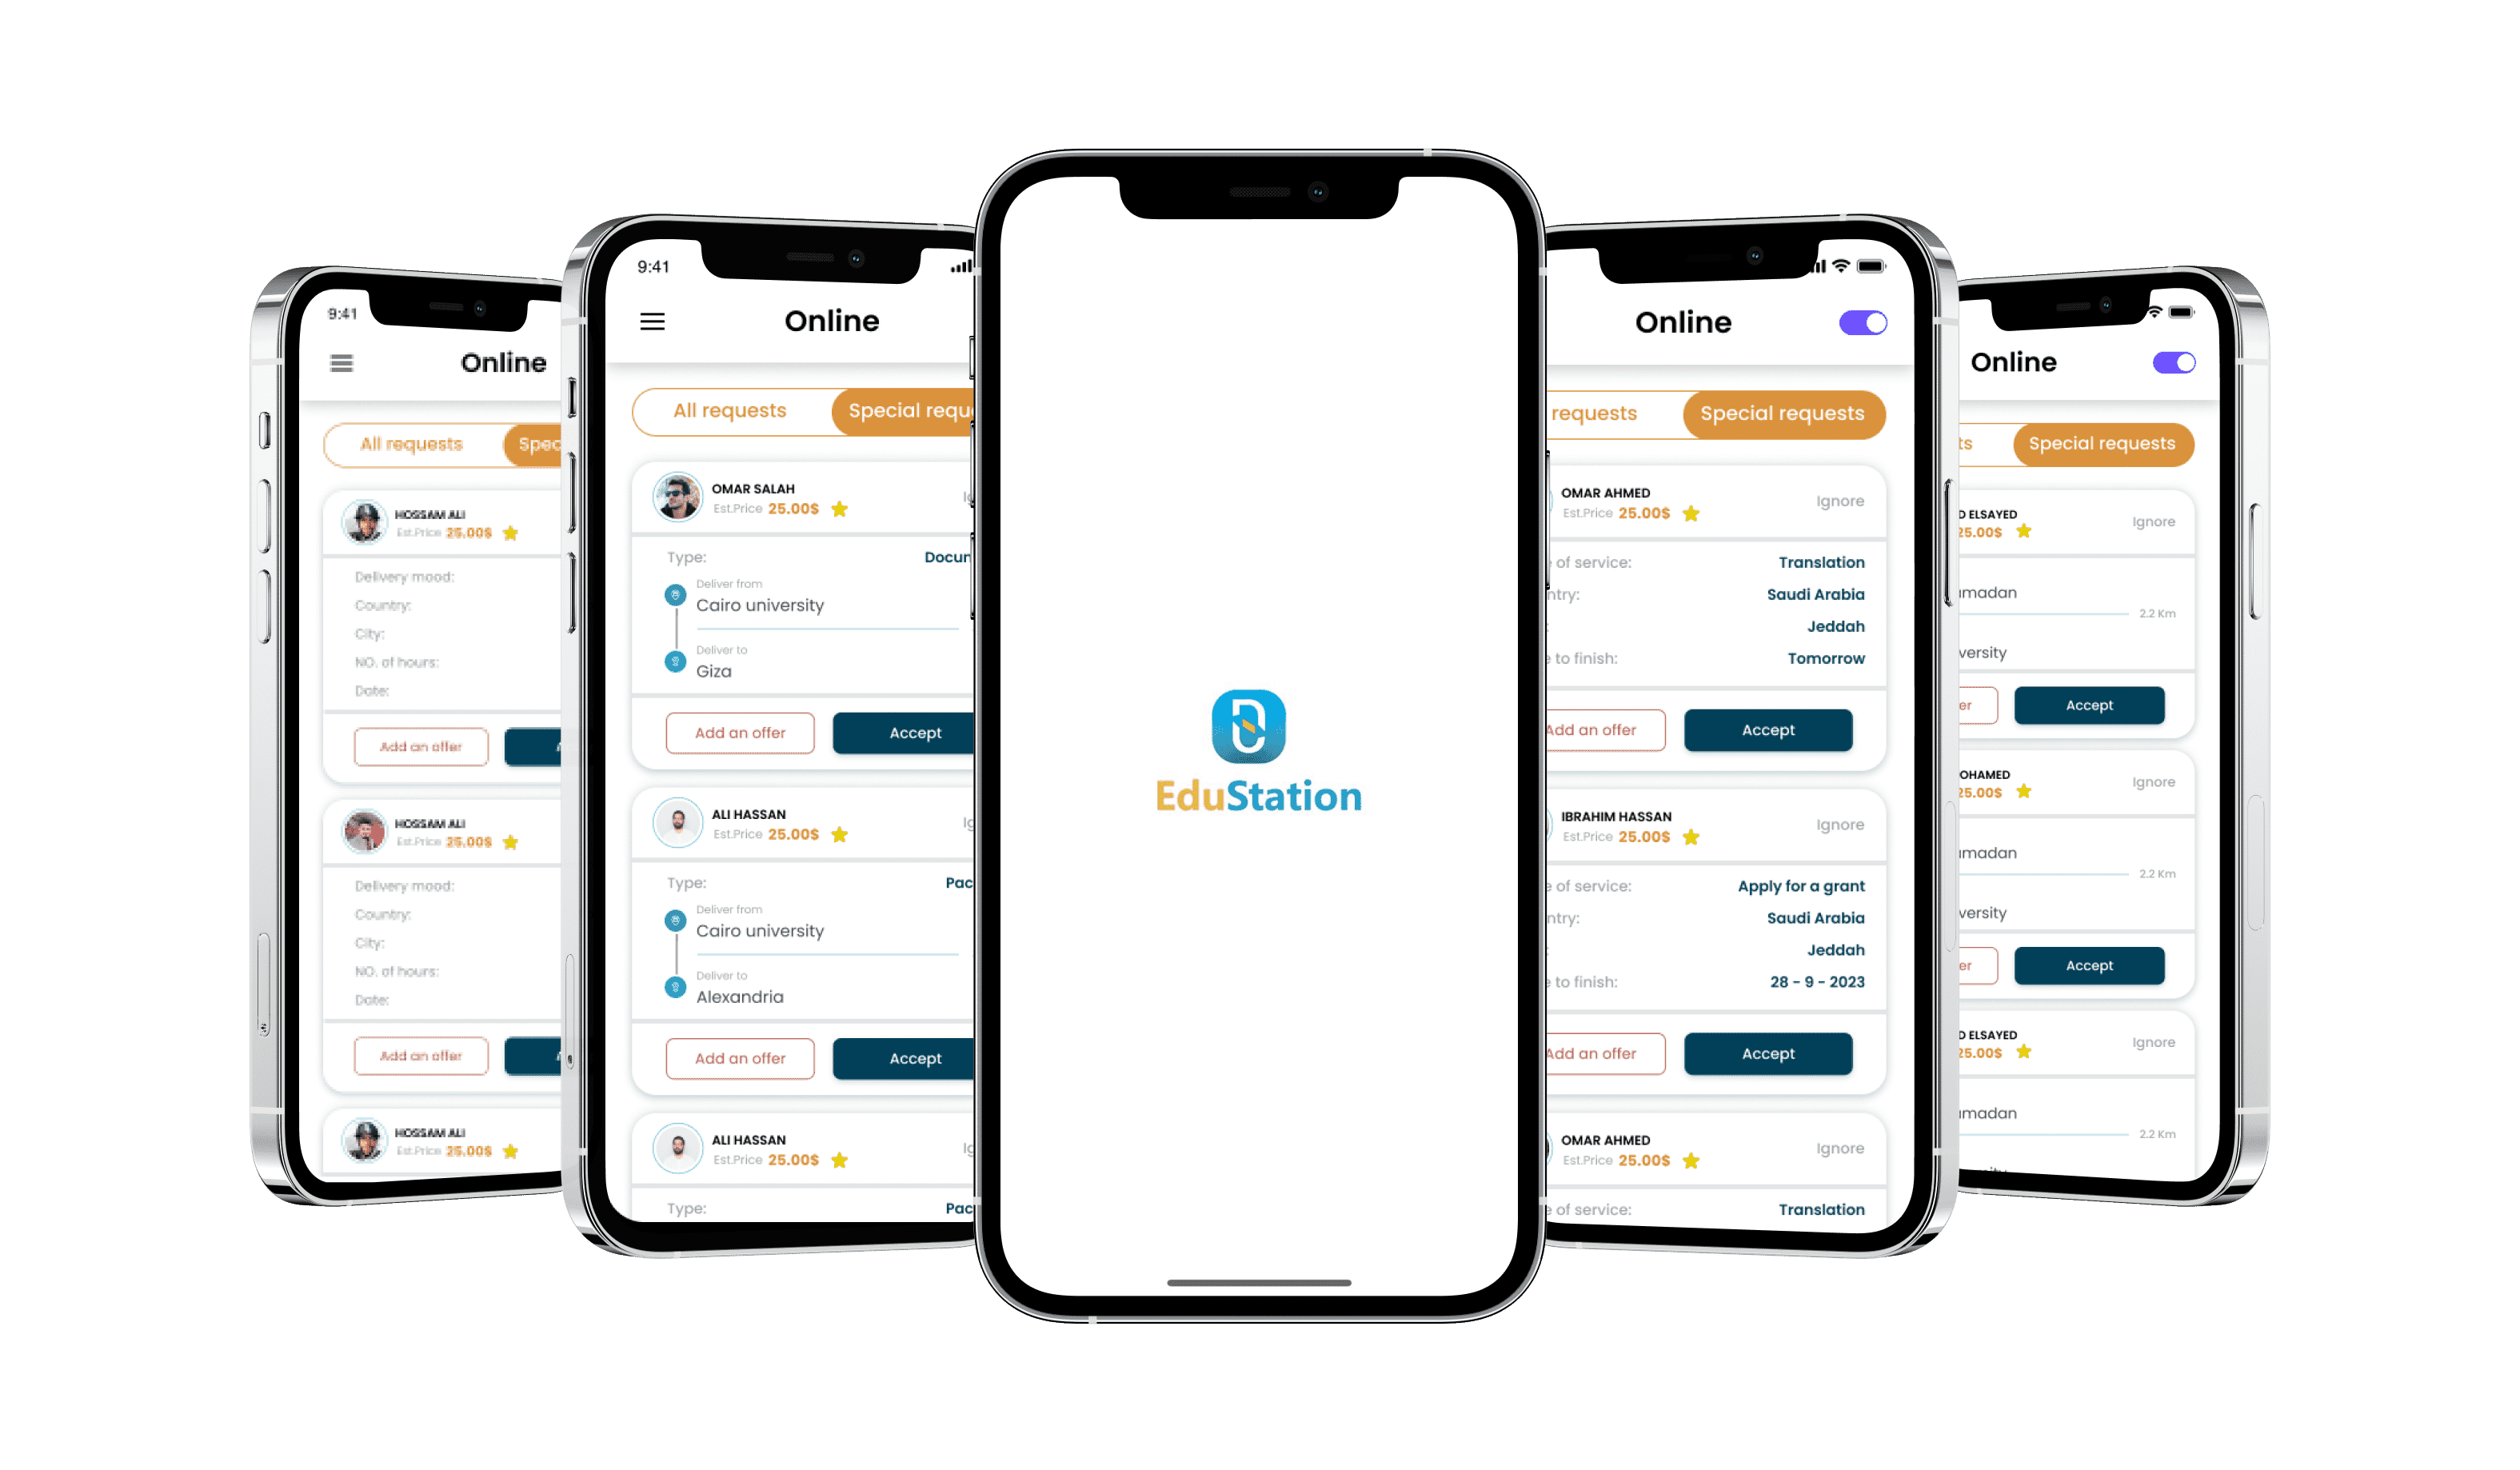 9:41
Online
All requests
Spec
HOSSAM ALI
Est.Price 25.00$
Delivery mood:
Country:
City:
NO. of hours:
Date:
Add an offer
HOSSAM ALI
Est.Price 25.00$
Delivery mood:
Country:
City:
NO. of hours:
Date:
Add an offer
HOSSAM ALI
Est.Price 25.00$
9:41
Online
All requests
Special requ
OMAR SALAH
Est.Price 25.00$
Type:
Docun
Deliver from
Cairo university
Deliver to
Giza
Add an offer
Accept
ALI HASSAN
Est.Price 25.00$
Type:
Pac
Deliver from
Cairo university
Deliver to
Alexandria
Add an offer
Accept
ALI HASSAN
Est.Price 25.00$
Type:
Pac
EduStation
Online
requests
Special requests
OMAR AHMED
Est.Price 25.00$
Ignore
of service:
Translation
ntry:
Saudi Arabia
Jeddah
to finish:
Tomorrow
Add an offer
Accept
IBRAHIM HASSAN
Est.Price 25.00$
Ignore
of service:
Apply for a grant
ntry:
Saudi Arabia
Jeddah
to finish:
28 - 9 - 2023
Add an offer
Accept
OMAR AHMED
Est.Price 25.00$
Ignore
of service:
Translation
Online
ts
Special requests
D ELSAYED
25.00$
Ignore
madan
2.2 Km
versity
er
Accept
OHAMED
25.00$
Ignore
madan
2.2 Km
versity
er
Accept
D ELSAYED
25.00$
Ignore
madan
2.2 Km